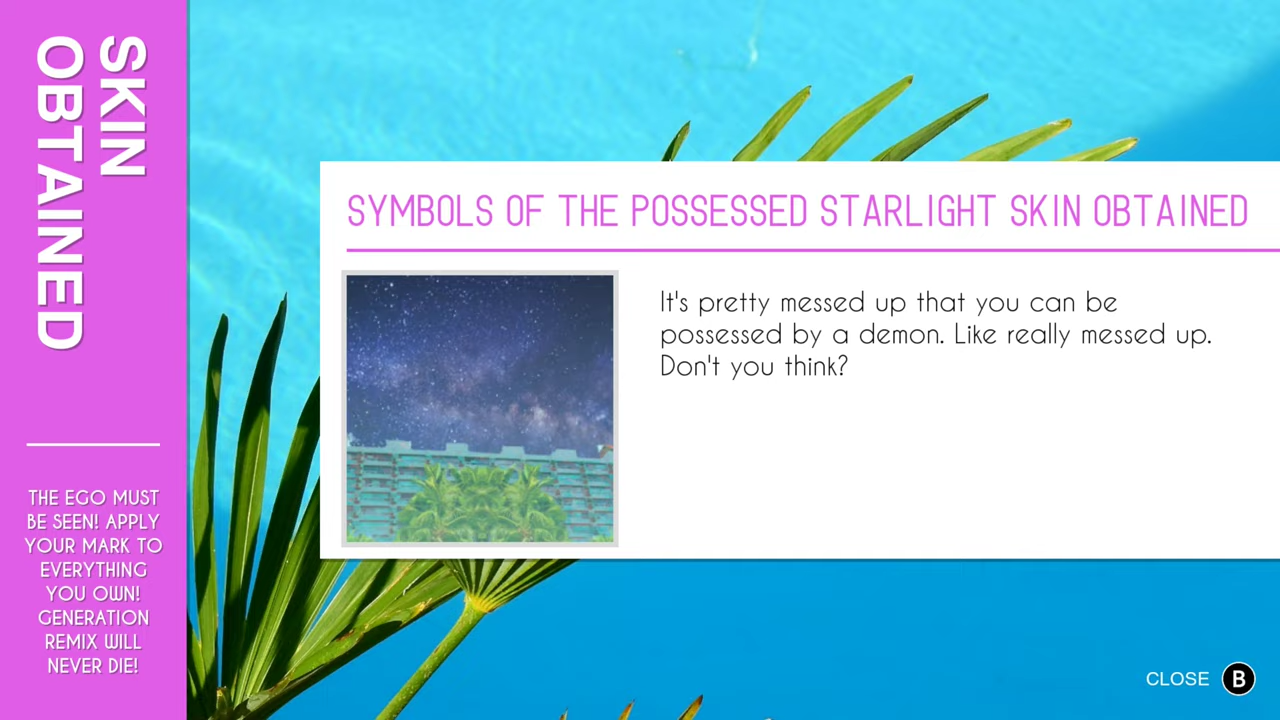 SKIN
OBTAINED
THE EGO MUST
BE SEEN! APPLY
YOUR MARK TO
EVERYTHING
YOU OWN!
GENERATION
REMIX WILL
NEVER DIE!
SYMBOLS OF THE POSSESSED STARLIGHT SKIN OBTAINED
It's pretty messed up that you can be
possessed by a demon. Like really messed up.
Don't you think?
CLOSE B